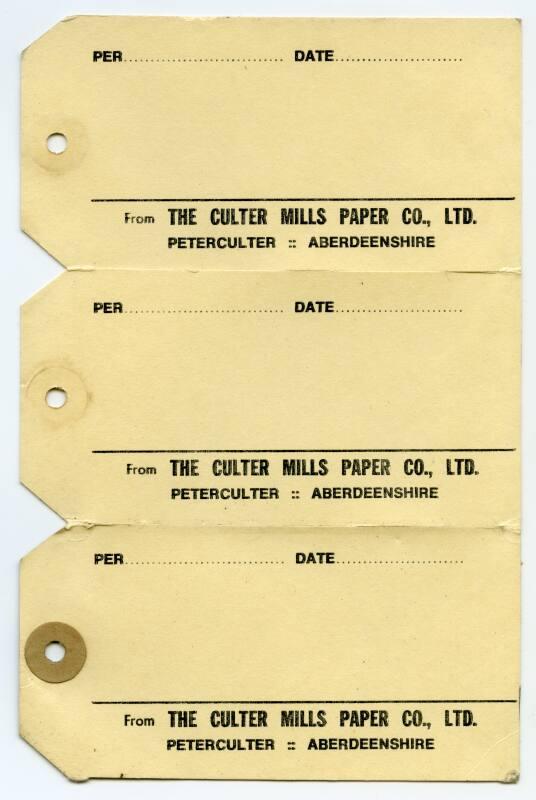 PER............................. DATE.......................
From THE CULTER MILLS PAPER CO., LTD.
PETERCULTER :: ABERDEENSHIRE
PER............................. DATE.......................
From THE CULTER MILLS PAPER CO., LTD.
PETERCULTER :: ABERDEENSHIRE
PER............................. DATE.......................
From THE CULTER MILLS PAPER CO., LTD.
PETERCULTER :: ABERDEENSHIRE